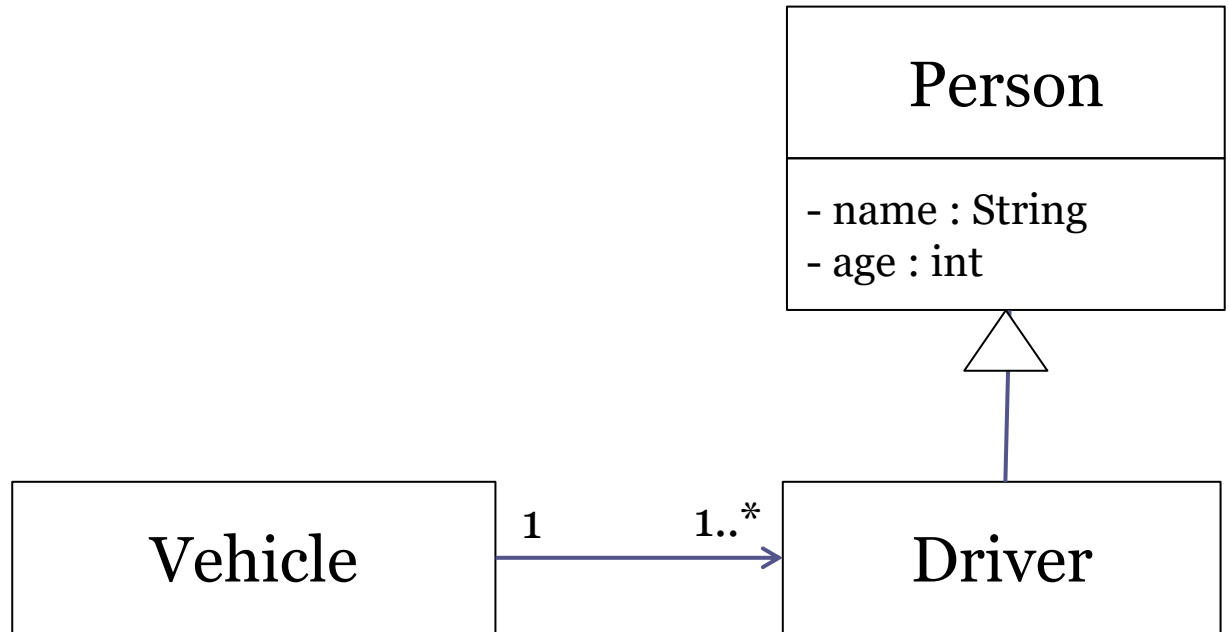 Person
- name : String
- age : int
1
1..*
Vehicle
Driver